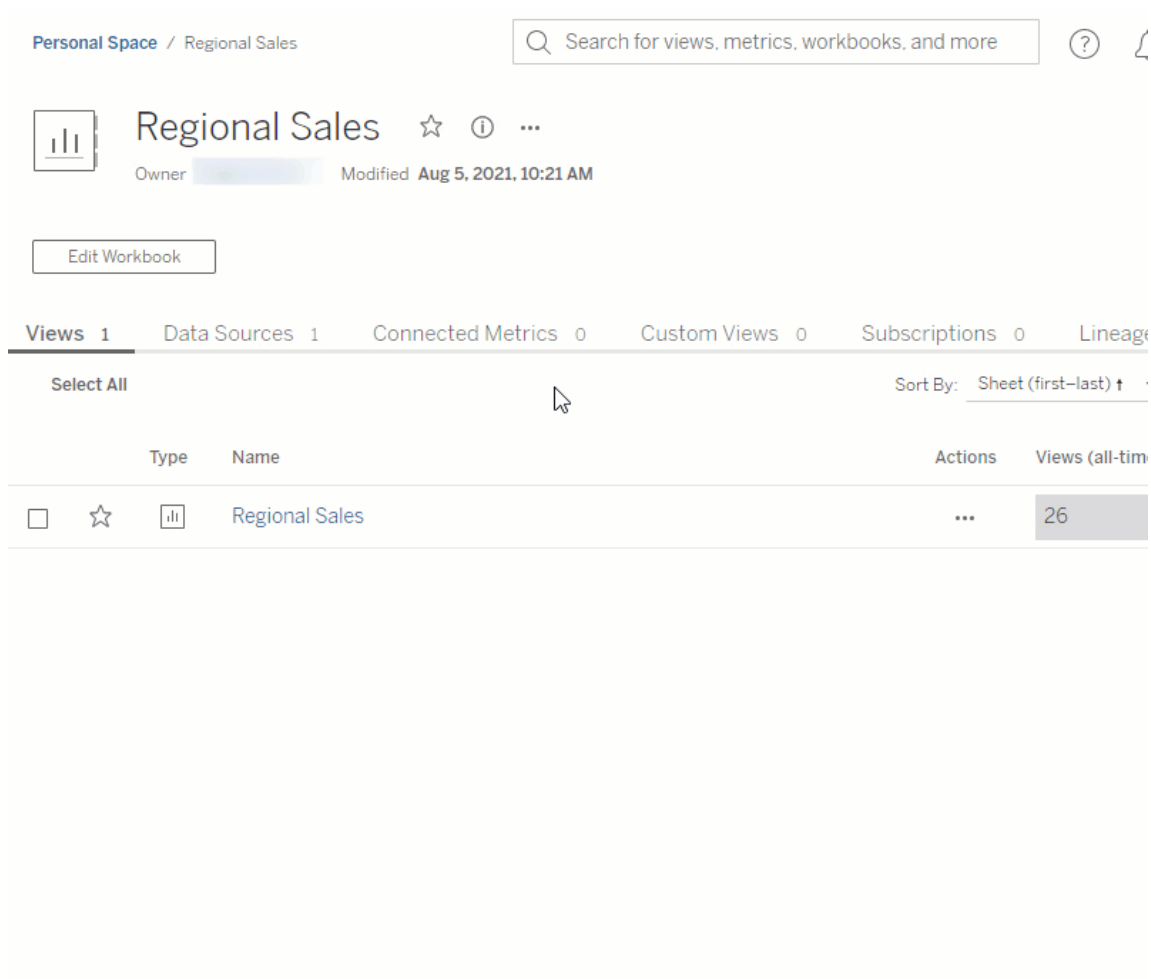 Personal Space / Regional Sales
Search for views, metrics, workbooks, and more
?
Regional Sales
Owner Modified Aug 5, 2021, 10:21 AM
Edit Workbook
Views 1 Data Sources 1 Connected Metrics 0 Custom Views 0 Subscriptions 0 Lineage
Select All Sort By: Sheet (first–last) ↑
Type Name Actions Views (all-time
Regional Sales 26